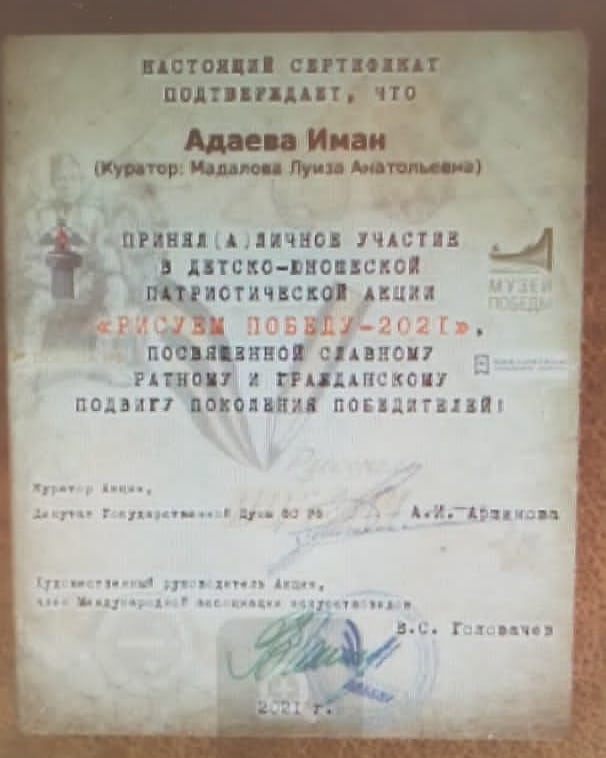 НАСТОЯЩИЙ СЕРТИФИКАТ
ПОДТВЕРЖДАЕТ, ЧТО
Адаева Иман
(Куратор: Мадалова Луиза Анатольевна)
ПРИНЯЛ(А)ЛИЧНОЕ УЧАСТИЕ
В ДЕТСКО-ЮНОШЕСКОЙ
ПАТРИОТИЧЕСКОЙ АКЦИИ
«РИСУЕМ ПОБЕДУ-2021»,
ПОСВЯЩЕННОЙ СЛАВНОМУ
РАТНОМУ И ГРАЖДАНСКОМУ
ПОДВИГУ ПОКОЛЕНИЯ ПОБЕДИТЕЛЕЙ!
МУЗЕЙ
ПОБЕДЫ
Куратор Акции,
Депутат Государственной Думы ФС РФ
А.И. Аршинова
Художественный руководитель Акции,
член Международной ассоциации искусствоведов
В.С. Головачев
2021 г.